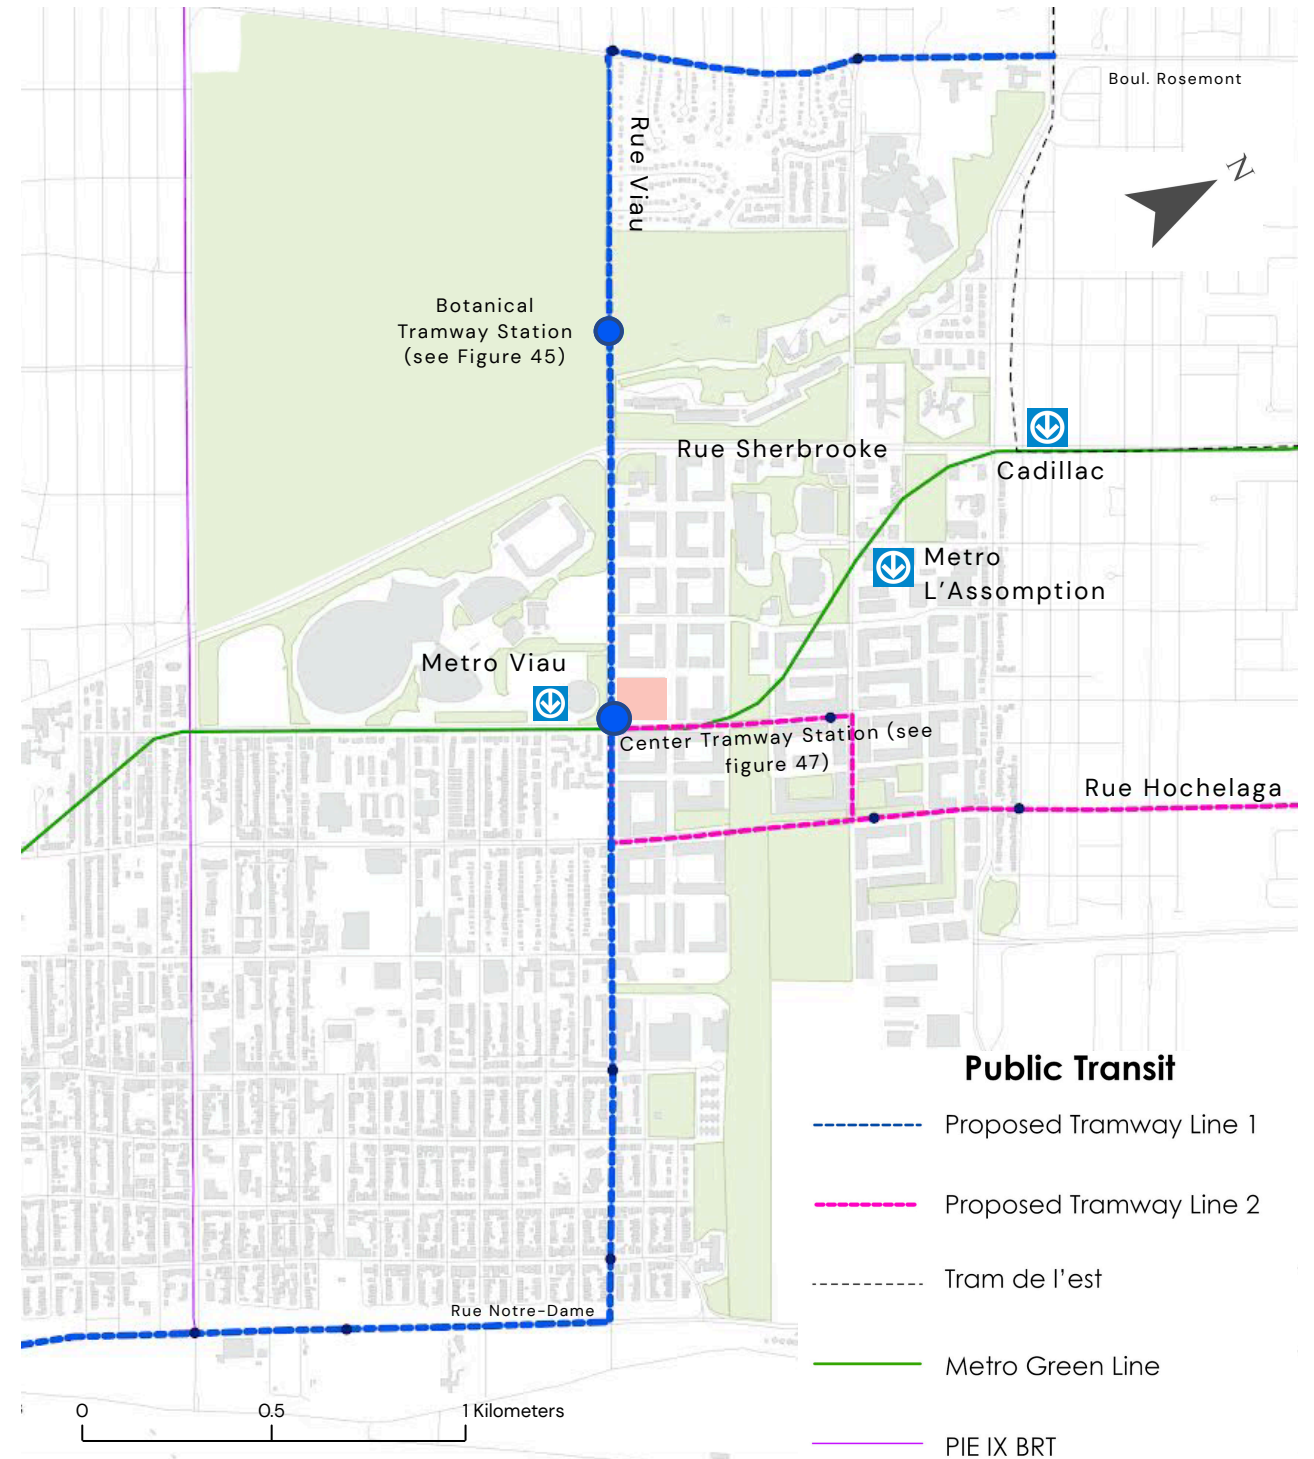 Boul. Rosemont
Rue Viau
N
Botanical
Tramway Station
(see Figure 45)
Rue Sherbrooke
Cadillac
Metro
L'Assomption
Metro Viau
Center Tramway Station (see
figure 47)
Rue Hochelaga
Public Transit
Proposed Tramway Line 1
Proposed Tramway Line 2
Tram de l'est
Rue Notre-Dame
Metro Green Line
0 0.5 1 Kilometers
PIE IX BRT